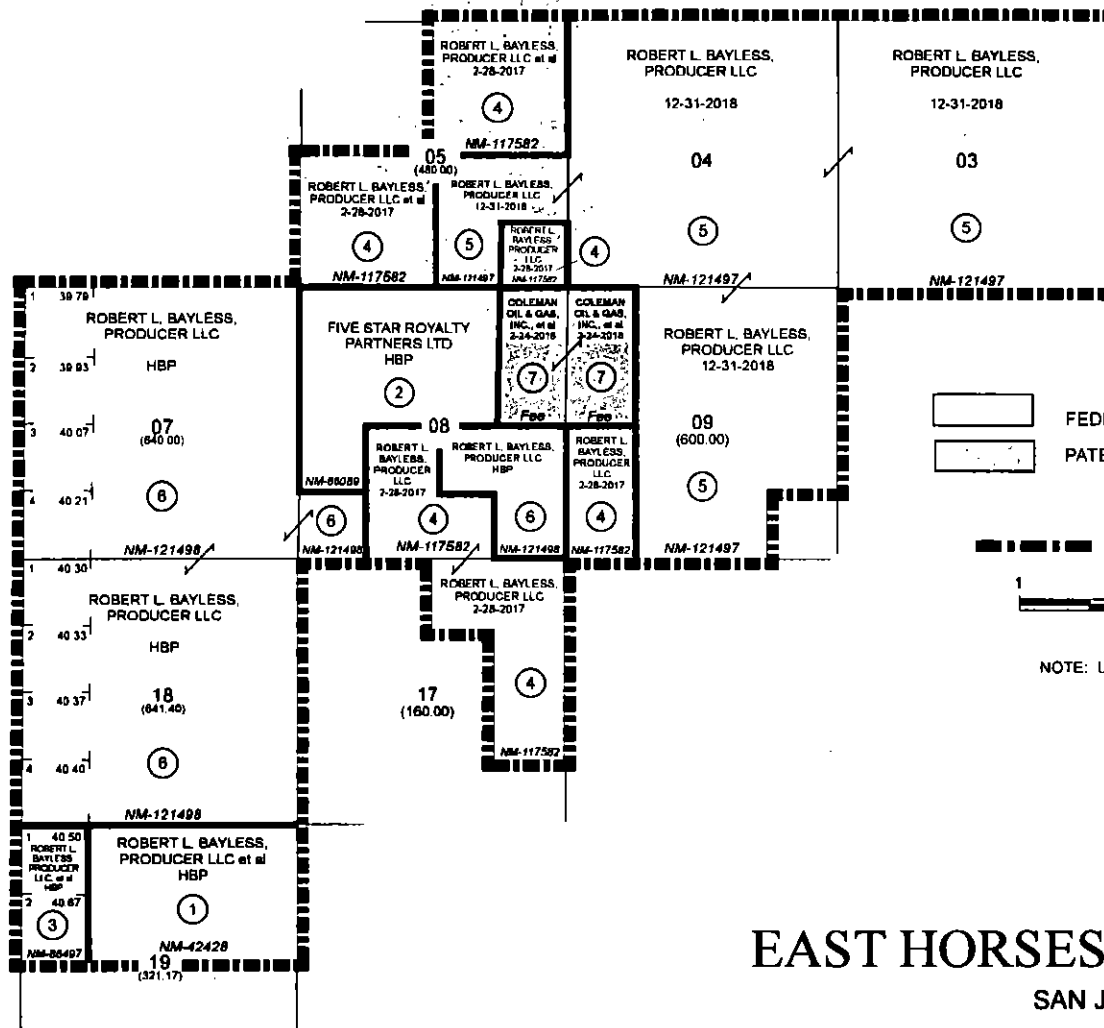 ROBERT L. BAYLESS,
PRODUCER LLC et al
2-28-2017
4
NM-117582
ROBERT L. BAYLESS,
PRODUCER LLC
12-31-2018
04
5
NM-121497
ROBERT L. BAYLESS,
PRODUCER LLC
12-31-2018
03
5
NM-121497
05
(480.00)
ROBERT L. BAYLESS,
PRODUCER LLC et al
2-28-2017
4
NM-117582
ROBERT L. BAYLESS,
PRODUCER LLC
12-31-2018
5
NM-121497
ROBERT L.
BAYLESS
PRODUCER
LLC
2-28-2017
NM-117582
4
1 39 79
2 39 93
3 40 07
4 40 21
ROBERT L. BAYLESS,
PRODUCER LLC
HBP
07
(640.00)
6
NM-121498
FIVE STAR ROYALTY
PARTNERS LTD
HBP
2
08
6
NM-121498
COLEMAN
OIL & GAS,
INC., et al
2-24-2018
7
Fee
COLEMAN
OIL & GAS,
INC., et al
2-24-2018
7
Fee
ROBERT L.
BAYLESS,
PRODUCER
LLC
2-28-2017
4
NM-117582
ROBERT L. BAYLESS,
PRODUCER LLC
HBP
6
NM-121498
ROBERT L.
BAYLESS,
PRODUCER
LLC
2-28-2017
4
NM-117582
ROBERT L. BAYLESS,
PRODUCER LLC
12-31-2018
09
(600.00)
5
NM-121497
FEDE
PATE
1
NOTE: L
1 40 30
2 40 33
3 40 37
4 40 40
ROBERT L. BAYLESS,
PRODUCER LLC
HBP
18
(641.40)
6
NM-121498
ROBERT L. BAYLESS,
PRODUCER LLC
2-28-2017
4
NM-117582
17
(160.00)
1 40 50
ROBERT L.
BAYLESS
PRODUCER
LLC, et al
HBP
2 40.67
3
ROBERT L. BAYLESS,
PRODUCER LLC et al
HBP
1
NM-42428
19
(321.17)
EAST HORSES
SAN J